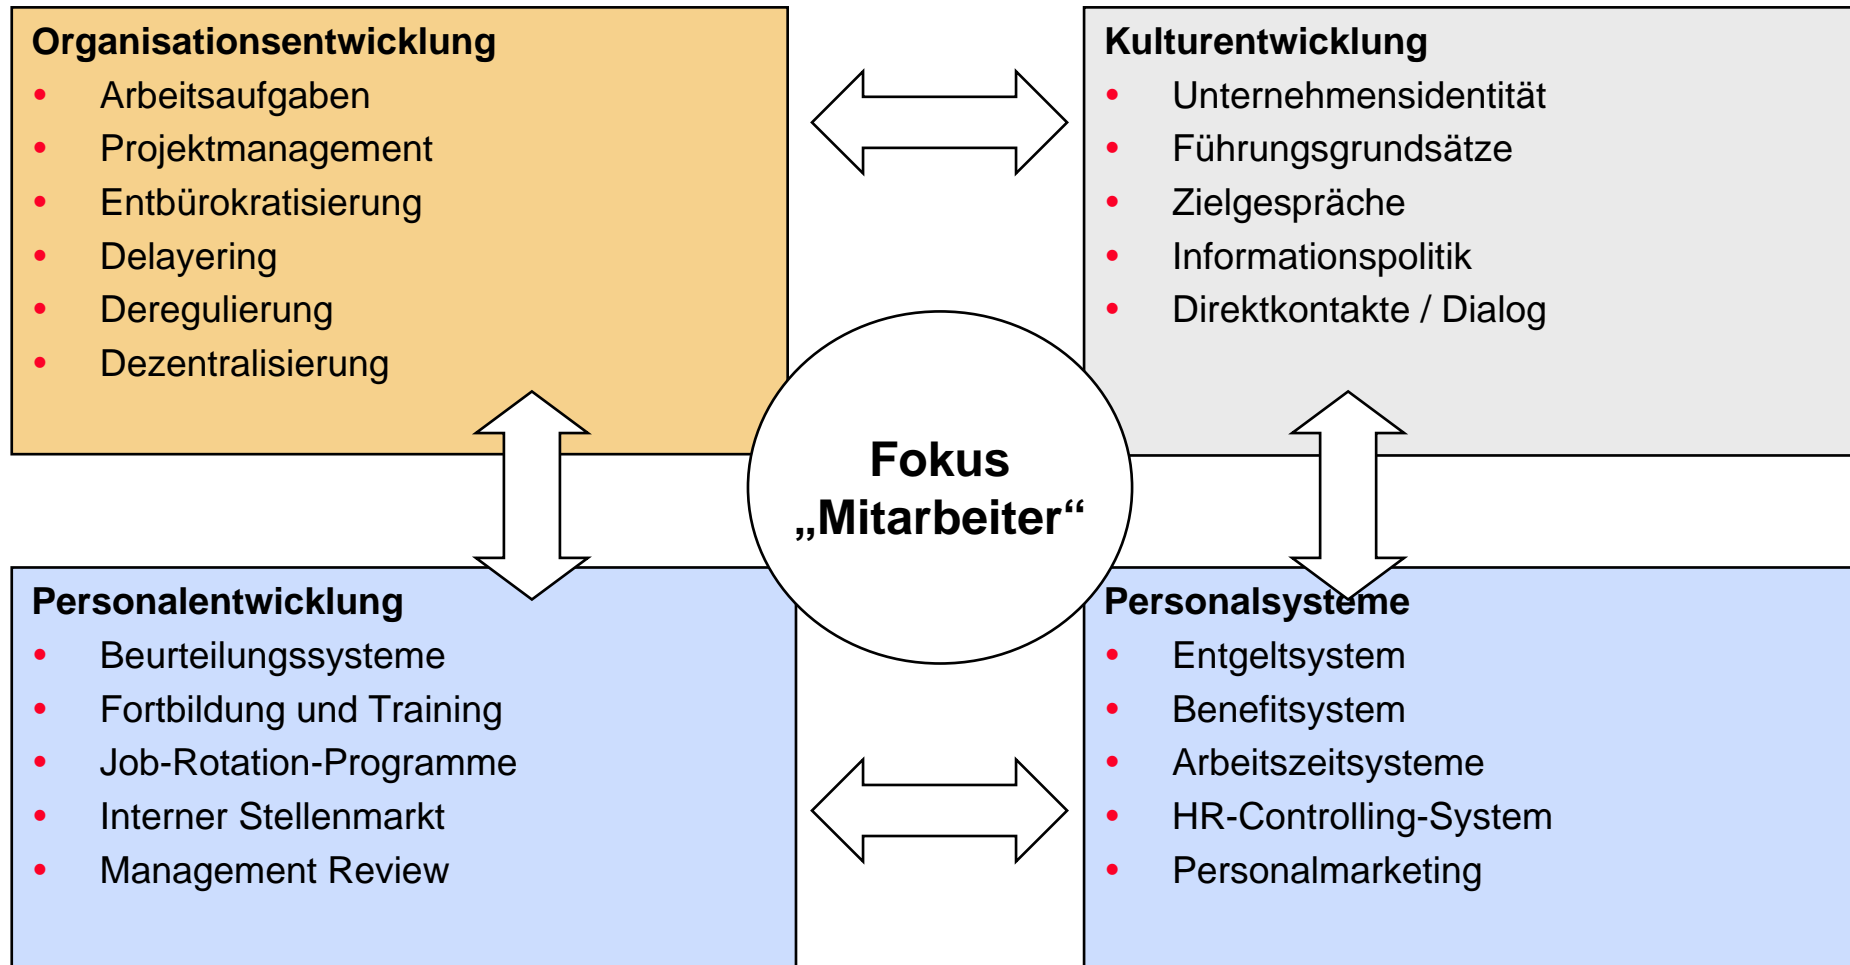 Organisationsentwicklung
• Arbeitsaufgaben
• Projektmanagement
• Entbürokratisierung
• Delayering
• Deregulierung
• Dezentralisierung
Kulturentwicklung
• Unternehmensidentität
• Führungsgrundsätze
• Zielgespräche
• Informationspolitik
• Direktkontakte / Dialog
Fokus
„Mitarbeiter“
Personalentwicklung
• Beurteilungssysteme
• Fortbildung und Training
• Job-Rotation-Programme
• Interner Stellenmarkt
• Management Review
Personalsysteme
• Entgeltsystem
• Benefitsystem
• Arbeitszeitsysteme
• HR-Controlling-System
• Personalmarketing